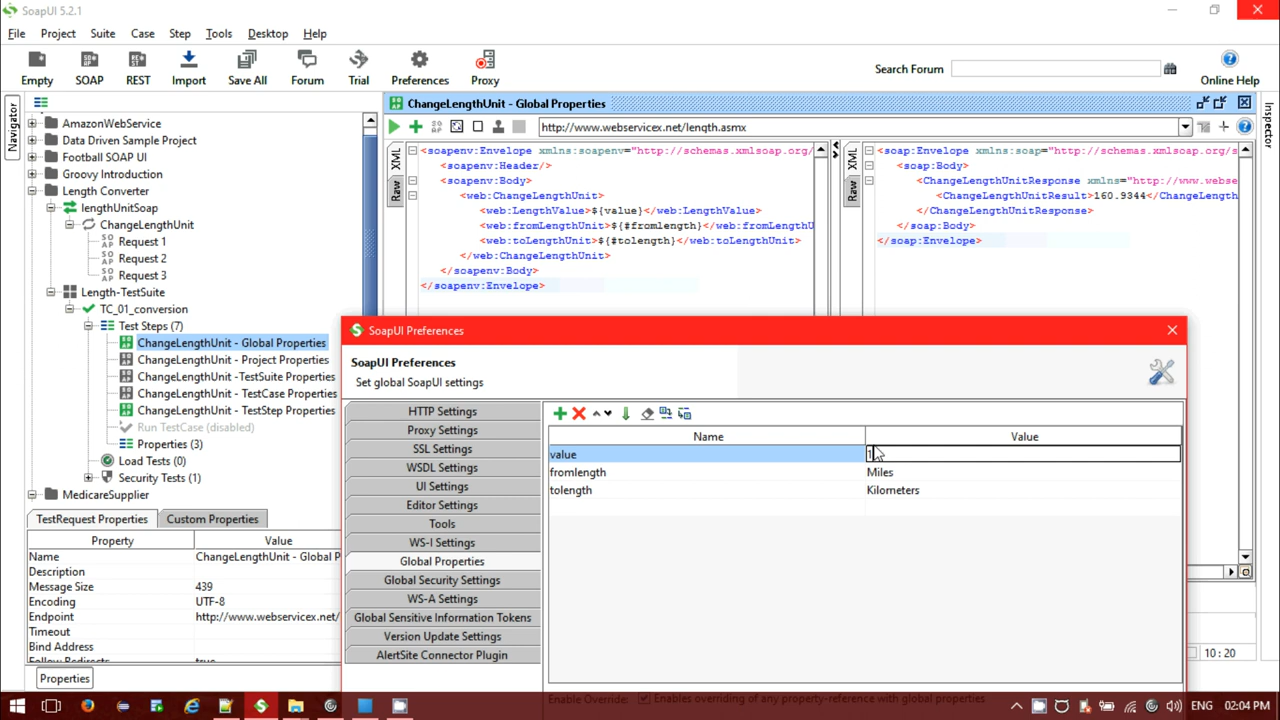 SoapUI 5.2.1
File Project Suite Case Step Tools Desktop Help
Empty SOAP REST Import Save All Forum Trial Preferences Proxy
Search Forum
Online Help
Navigator
AmazonWebService
Data Driven Sample Project
Football SOAP UI
Groovy Introduction
Length Converter
lengthUnitSoap
ChangeLengthUnit
Request 1
Request 2
Request 3
Length-TestSuite
TC_01_conversion
Test Steps (7)
ChangeLengthUnit - Global Properties
ChangeLengthUnit - Project Properties
ChangeLengthUnit -TestSuite Properties
ChangeLengthUnit - TestCase Properties
ChangeLengthUnit - TestStep Properties
Run TestCase (disabled)
Properties (3)
Load Tests (0)
Security Tests (1)
MedicareSupplier
TestRequest Properties Custom Properties
Property Value
Name ChangeLengthUnit - Global P
Description
Message Size 439
Encoding UTF-8
Endpoint http://www.webservicex.net/
Timeout
Bind Address
Follow Redirects true
Properties
ChangeLengthUnit - Global Properties
http://www.webservicex.net/length.asmx
Inspector
XML
Raw
<soapenv:Envelope xmlns:soapenv="http://schemas.xmlsoap.org/
<soapenv:Header/>
<soapenv:Body>
<web:ChangeLengthUnit>
<web:LengthValue>${value}</web:LengthValue>
<web:fromLengthUnit>${#fromlength}</web:fromLengthU
<web:toLengthUnit>${#tolength}</web:toLengthUnit>
</web:ChangeLengthUnit>
</soapenv:Body>
</soapenv:Envelope>
XML
Raw
<soap:Envelope xmlns:soap="http://schemas.xmlsoap.org/s
<soap:Body>
<ChangeLengthUnitResponse xmlns="http://www.webse
<ChangeLengthUnitResult>160.9344</ChangeLength
</ChangeLengthUnitResponse>
</soap:Body>
</soap:Envelope>
SoapUI Preferences
SoapUI Preferences
Set global SoapUI settings
HTTP Settings
Proxy Settings
SSL Settings
WSDL Settings
UI Settings
Editor Settings
Tools
WS-I Settings
Global Properties
Global Security Settings
WS-A Settings
Global Sensitive Information Tokens
Version Update Settings
AlertSite Connector Plugin
Name Value
value 1
fromlength Miles
tolength Kilometers
Enable Override: Enables overriding of any property-reference with global properties
10 : 20
ENG 02:04 PM